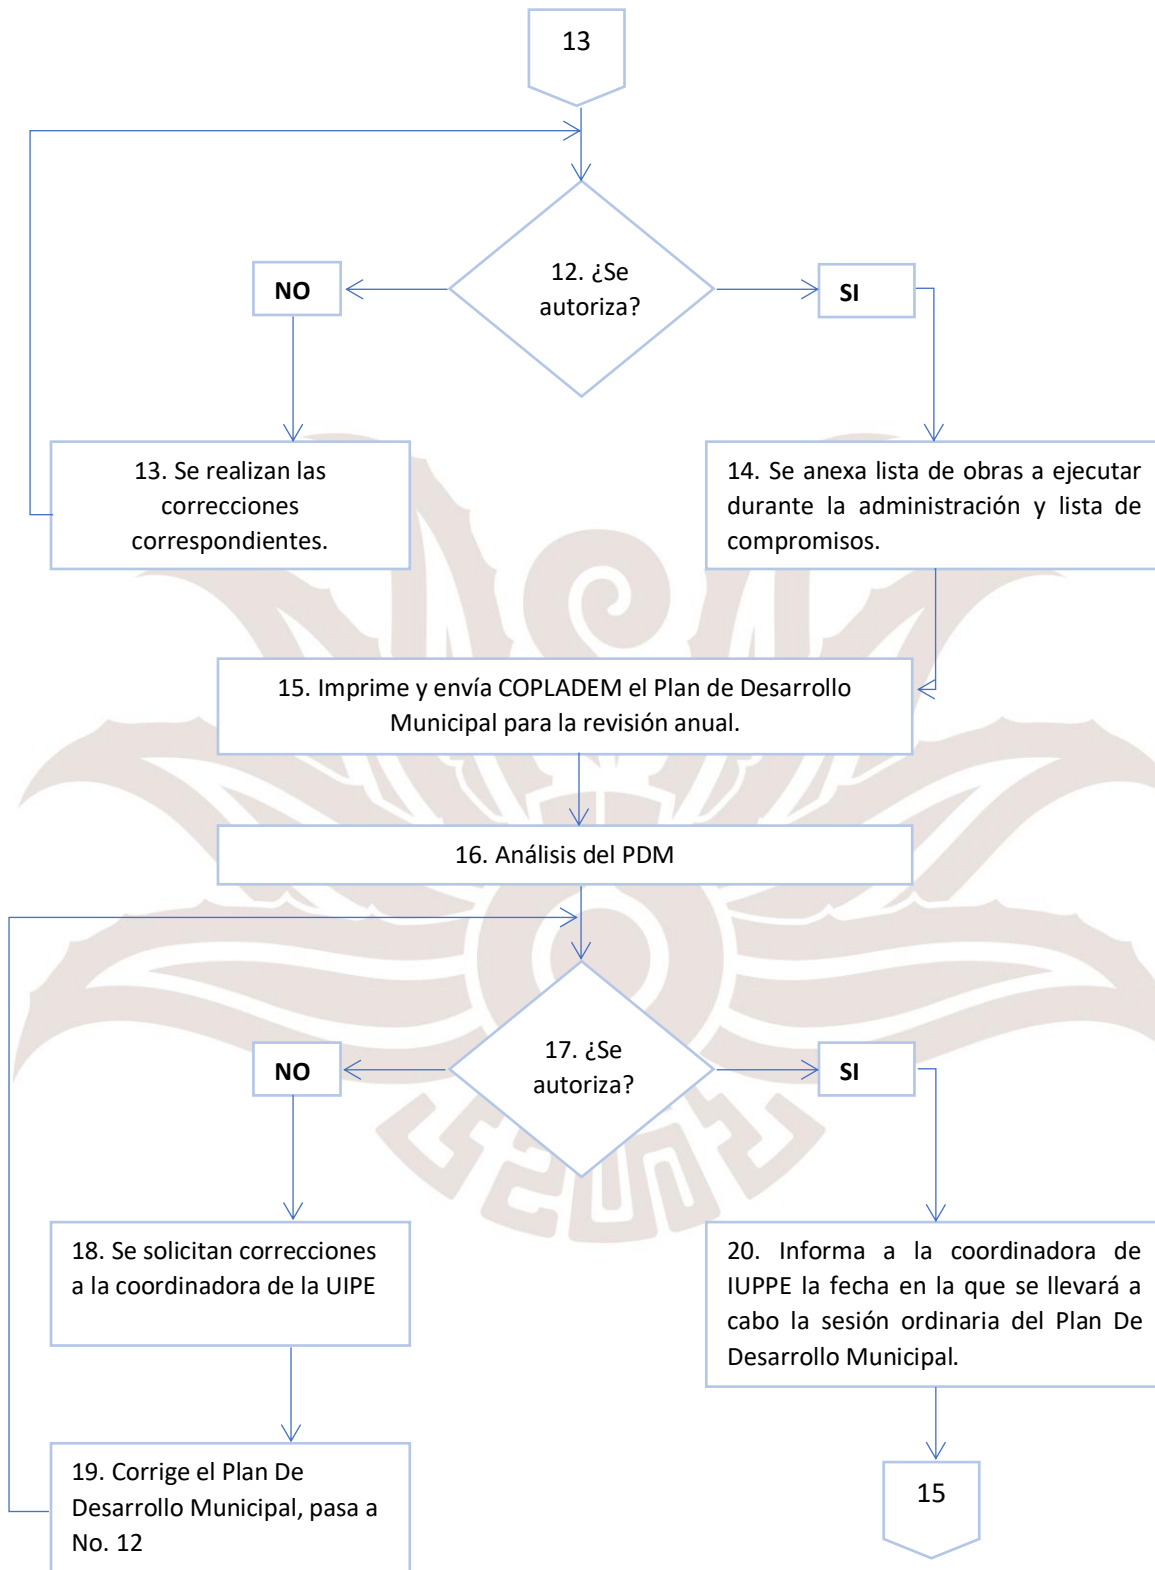 13
12. ¿Se
autoriza?
NO
SI
13. Se realizan las
correcciones
correspondientes.
14. Se anexa lista de obras a ejecutar
durante la administración y lista de
compromisos.
15. Imprime y envía COPLADEM el Plan de Desarrollo
Municipal para la revisión anual.
16. Análisis del PDM
17. ¿Se
autoriza?
NO
SI
18. Se solicitan correcciones
a la coordinadora de la UIPE
20. Informa a la coordinadora de
IUPPE la fecha en la que se llevará a
cabo la sesión ordinaria del Plan De
Desarrollo Municipal.
19. Corrige el Plan De
Desarrollo Municipal, pasa a
No. 12
15